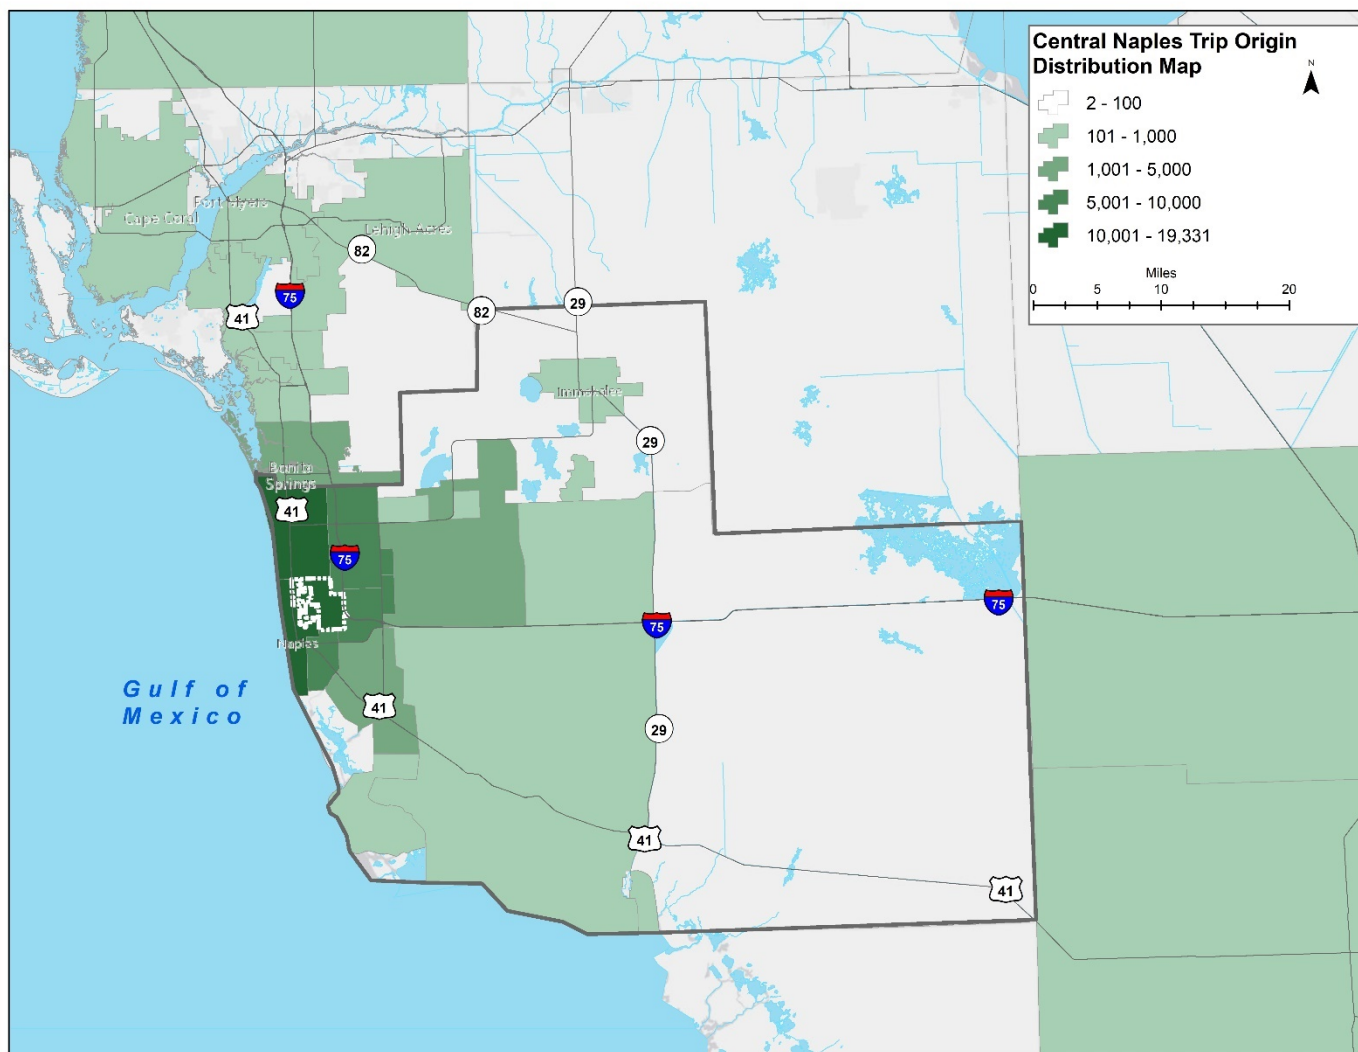 Central Naples Trip Origin
Distribution Map
N
2 - 100
101 - 1,000
1,001 - 5,000
5,001 - 10,000
10,001 - 19,331
Miles
0 5 10 20
Fort Myers
Cape Coral
Lehigh Acres
82
75
41
82
29
Immokalee
29
Bonita
Springs
41
75
75
75
Naples
41
Gulf of
Mexico
29
41
41